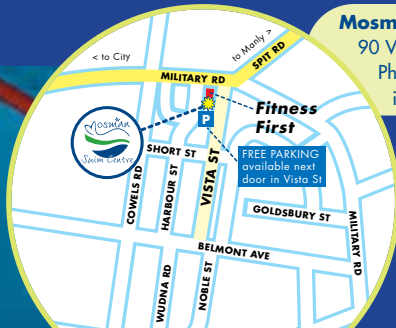 Mosm
90 V
Ph
i
to Manly >
< to City
SPIT RD
MILITARY RD
Fitness
First
P
Mosman
Swim Centre
SHORT ST
FREE PARKING
available next
door in Vista St
COWELS RD
HARBOUR ST
VISTA ST
GOLDSBURY ST
MILITARY RD
BELMONT AVE
WUDNA RD
NOBLE ST